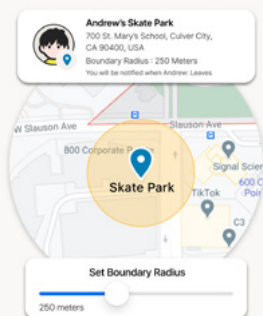 Andrew's Skate Park
700 St. Mary's School, Culver City,
CA 90400, USA
Boundary Radius : 250 Meters
You will be notified when Andrew: Leaves
W Slauson Ave
Slauson Ave
800 Corporate
Signal Scien
Skate Park
TikTok
600 C
Poin
C3
Set Boundary Radius
250 meters